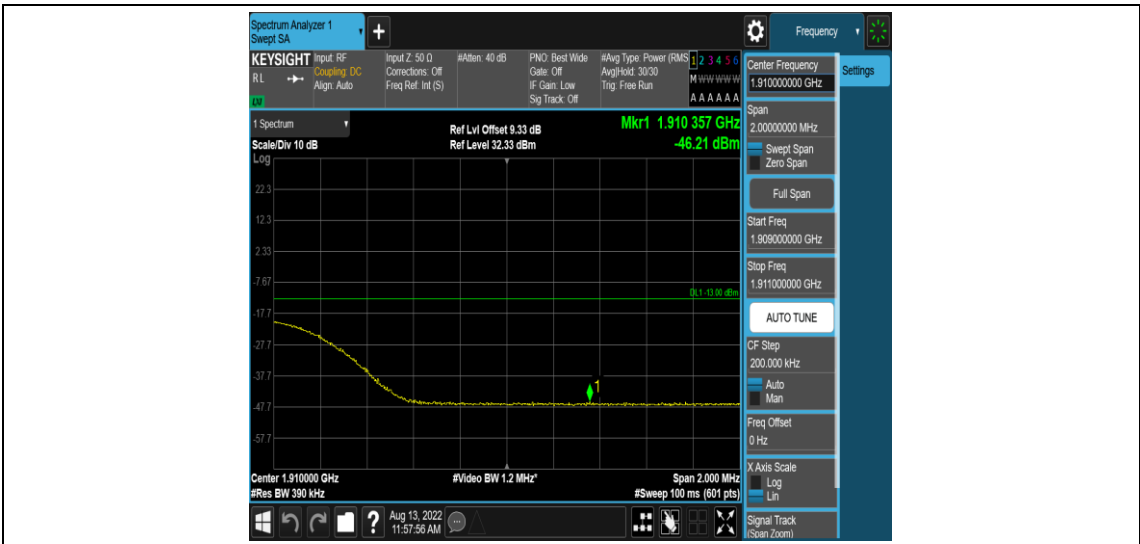 Spectrum Analyzer 1
Swept SA
+
Frequency
KEYSIGHT
RL
Input: RF
Coupling: DC
Align: Auto
Input Z: 50 Ω
Corrections: Off
Freq Ref: Int (S)
#Atten: 40 dB
PNO: Best Wide
Gate: Off
IF Gain: Low
Sig Track: Off
#Avg Type: Power (RMS
Avg|Hold: 30/30
Trig: Free Run
1 2 3 4 5 6
M W W W W W
A A A A A A
1 Spectrum
Scale/Div 10 dB
Log
Ref Lvl Offset 9.33 dB
Ref Level 32.33 dBm
Mkr1 1.910 357 GHz
-46.21 dBm
22.3
12.3
2.33
-7.67
-17.7
-27.7
-37.7
-47.7
-57.7
DL1 -13.00 dBm
1
Center 1.910000 GHz
#Res BW 390 kHz
#Video BW 1.2 MHz*
Span 2.000 MHz
#Sweep 100 ms (601 pts)
Aug 13, 2022
11:57:56 AM
?
Center Frequency
1.910000000 GHz
Settings
Span
2.00000000 MHz
Swept Span
Zero Span
Full Span
Start Freq
1.909000000 GHz
Stop Freq
1.911000000 GHz
AUTO TUNE
CF Step
200.000 kHz
Auto
Man
Freq Offset
0 Hz
X Axis Scale
Log
Lin
Signal Track
(Span Zoom)